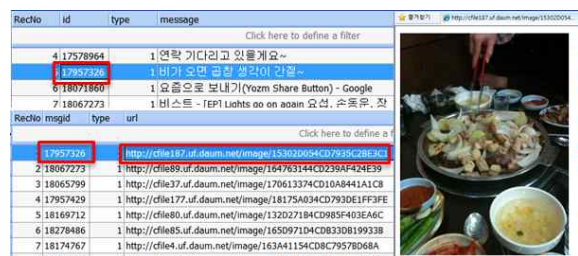 RecNo id type message
Click here to define a filter
4 17578964 1 연락 기다리고 있을게요~
17957326 1 비가 오면 곱창 생각이 간절~
6 18071860 1 요즘으로 보내기(Yozm Share Button) - Google
7 18067273 1 비스트 - [EP] Lights go on again 요섭, 손동운, 장
RecNo msgid type url
Click here to define a f
17957326 http://cfile187.uf.daum.net/image/15302D054CD7935C2BE3C1
2 18067273 1 http://cfile89.uf.daum.net/image/164763144CD239AF424E39
3 18065799 1 http://cfile37.uf.daum.net/image/170613374CD10A8441A1C8
4 17957429 1 http://cfile177.uf.daum.net/image/18175A034CD793DE1FF3FE
5 18169712 1 http://cfile80.uf.daum.net/image/132D27184CD985F403EA6C
6 18278486 1 http://cfile85.uf.daum.net/image/165D971D4CDB33DB19933B
7 18174767 1 http://cfile4.uf.daum.net/image/163A41154CD8C7957BD68A
즐겨찾기 http://cfile187.uf.daum.net/image/15302D054...